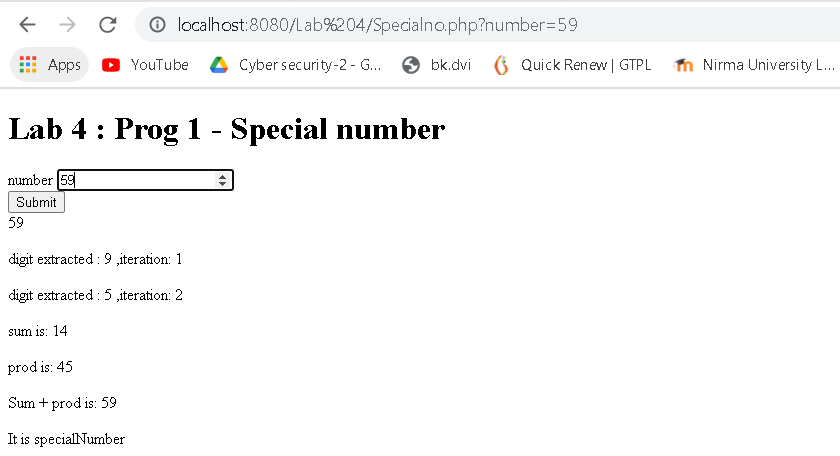 localhost:8080/Lab%204/Specialno.php?number=59
Apps YouTube Cyber security-2 - G... bk.dvi Quick Renew | GTPL Nirma University L...
Lab 4 : Prog 1 - Special number
number 59
Submit
59
digit extracted : 9 ,iteration: 1
digit extracted : 5 ,iteration: 2
sum is: 14
prod is: 45
Sum + prod is: 59
It is specialNumber